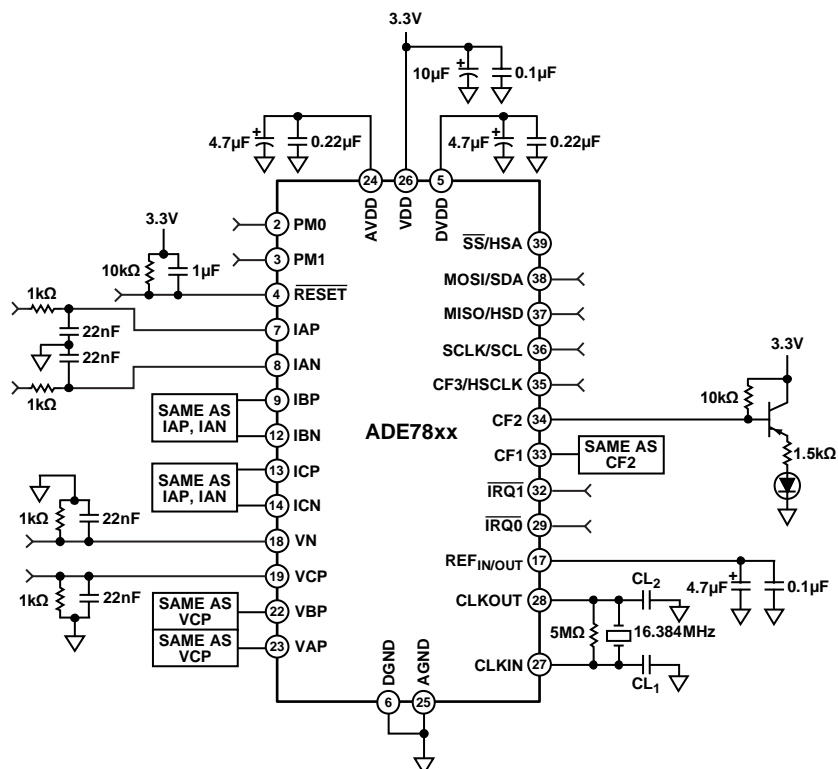 3.3V
10µF
+
0.1µF
4.7µF
+
0.22µF
4.7µF
+
0.22µF
24
26
5
AVDD
VDD
DVDD
2
PM0
3
PM1
3.3V
10kΩ
1µF
4
RESET
1kΩ
22nF
7
IAP
22nF
8
IAN
1kΩ
9
IBP
SAME AS
IAP, IAN
12
IBN
13
ICP
SAME AS
IAP, IAN
14
ICN
1kΩ
22nF
18
VN
19
VCP
1kΩ
22nF
SAME AS
VCP
22
VBP
SAME AS
VCP
23
VAP
ADE78xx
SS/HSA
39
MOSI/SDA
38
MISO/HSD
37
SCLK/SCL
36
CF3/HSCLK
35
CF2
34
3.3V
10kΩ
1.5kΩ
CF1
33
SAME AS
CF2
IRQ1
32
IRQ0
29
REFIN/OUT
17
4.7µF
+
0.1µF
CLKOUT
28
CL2
5MΩ
16.384MHz
CLKIN
27
CL1
DGND
AGND
6
25